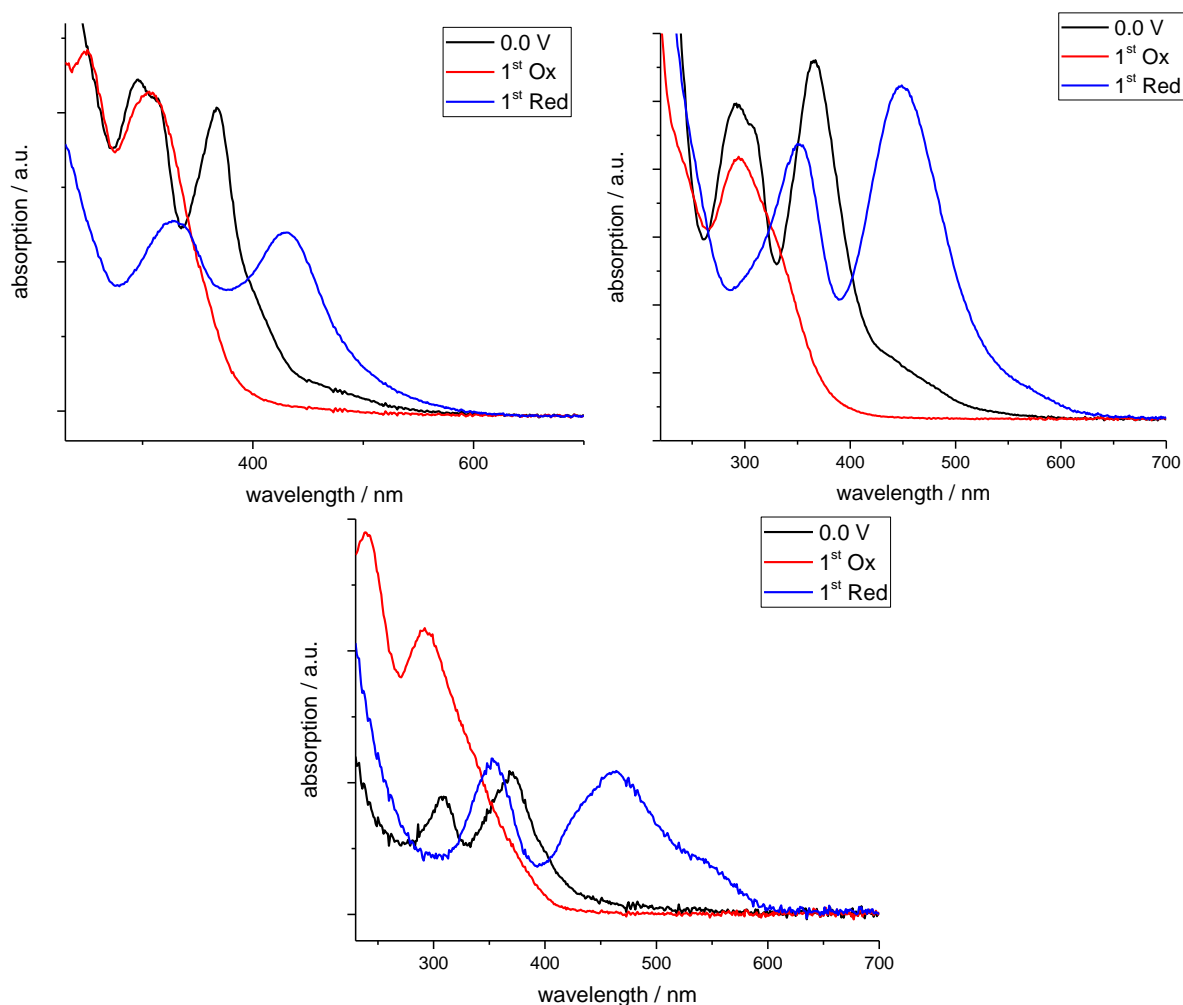 0.0 V
1st Ox
1st Red
absorption / a.u.
400
600
wavelength / nm
0.0 V
1st Ox
1st Red
absorption / a.u.
300
400
500
600
700
wavelength / nm
0.0 V
1st Ox
1st Red
absorption / a.u.
300
400
500
600
700
wavelength / nm